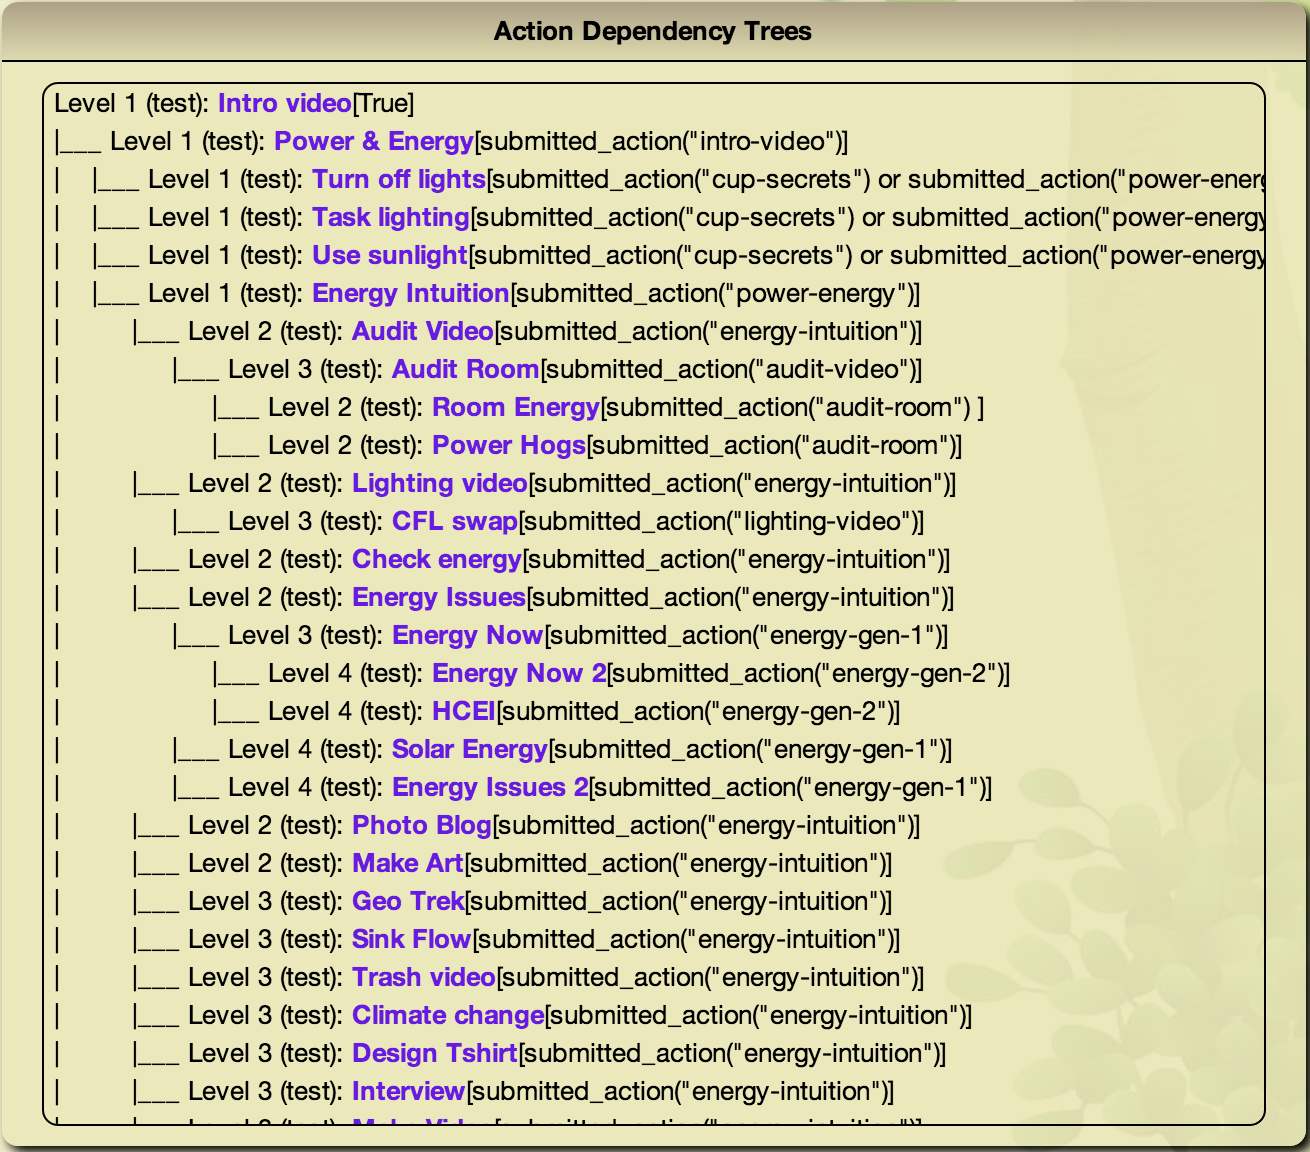 Action Dependency Trees
Level 1 (test): Intro video[True]
|___ Level 1 (test): Power & Energy[submitted_action("intro-video")]
| |___ Level 1 (test): Turn off lights[submitted_action("cup-secrets") or submitted_action("power-energ
| |___ Level 1 (test): Task lighting[submitted_action("cup-secrets") or submitted_action("power-energy
| |___ Level 1 (test): Use sunlight[submitted_action("cup-secrets") or submitted_action("power-energy
| |___ Level 1 (test): Energy Intuition[submitted_action("power-energy")]
| |___ Level 2 (test): Audit Video[submitted_action("energy-intuition")]
| |___ Level 3 (test): Audit Room[submitted_action("audit-video")]
| |___ Level 2 (test): Room Energy[submitted_action("audit-room") ]
| |___ Level 2 (test): Power Hogs[submitted_action("audit-room")]
| |___ Level 2 (test): Lighting video[submitted_action("energy-intuition")]
| |___ Level 3 (test): CFL swap[submitted_action("lighting-video")]
| |___ Level 2 (test): Check energy[submitted_action("energy-intuition")]
| |___ Level 2 (test): Energy Issues[submitted_action("energy-intuition")]
| |___ Level 3 (test): Energy Now[submitted_action("energy-gen-1")]
| |___ Level 4 (test): Energy Now 2[submitted_action("energy-gen-2")]
| |___ Level 4 (test): HCEI[submitted_action("energy-gen-2")]
| |___ Level 4 (test): Solar Energy[submitted_action("energy-gen-1")]
| |___ Level 4 (test): Energy Issues 2[submitted_action("energy-gen-1")]
| |___ Level 2 (test): Photo Blog[submitted_action("energy-intuition")]
| |___ Level 2 (test): Make Art[submitted_action("energy-intuition")]
| |___ Level 3 (test): Geo Trek[submitted_action("energy-intuition")]
| |___ Level 3 (test): Sink Flow[submitted_action("energy-intuition")]
| |___ Level 3 (test): Trash video[submitted_action("energy-intuition")]
| |___ Level 3 (test): Climate change[submitted_action("energy-intuition")]
| |___ Level 3 (test): Design Tshirt[submitted_action("energy-intuition")]
| |___ Level 3 (test): Interview[submitted_action("energy-intuition")]